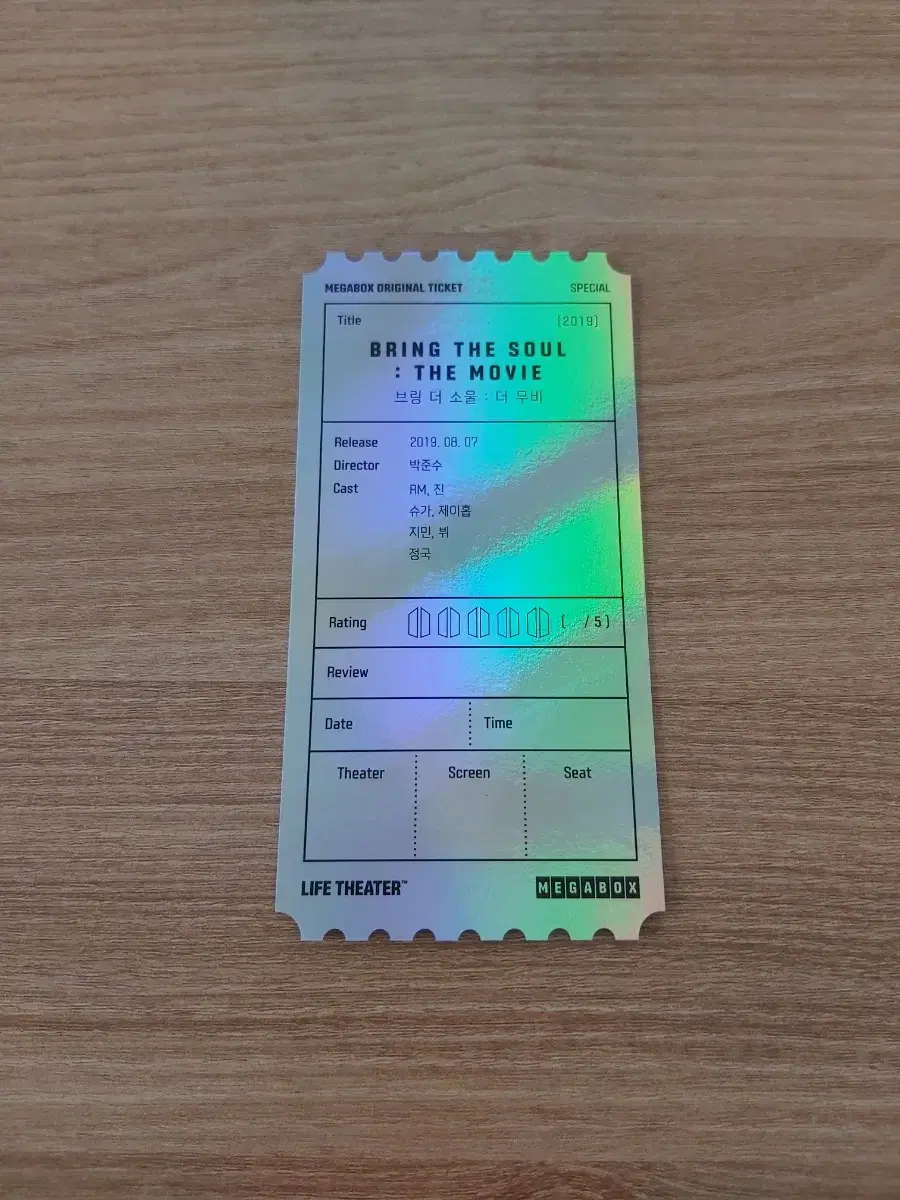 MEGABOX ORIGINAL TICKET SPECIAL
Title [2019]
BRING THE SOUL
: THE MOVIE
브링 더 소울 : 더 무비
Release 2019. 08. 07
Director 박준수
Cast RM, 진
슈가, 제이홉
지민, 뷔
정국
Rating [ / 5 ]
Review
Date Time
Theater Screen Seat
LIFE THEATER™ MEGABOX